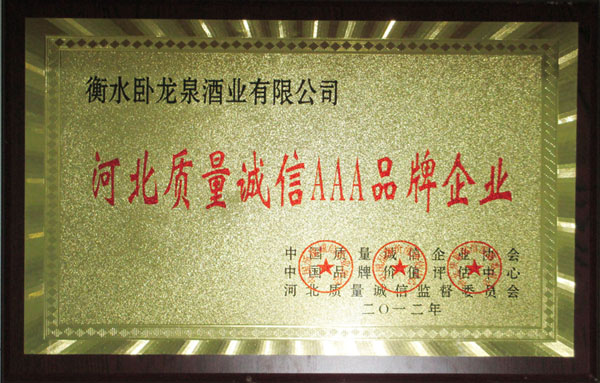 衡水卧龙泉酒业有限公司
河北质量诚信AAA品牌企业
中国质量诚信企业协会
中国品牌价值评估中心
河北质量诚信监督委员会
二〇一二年